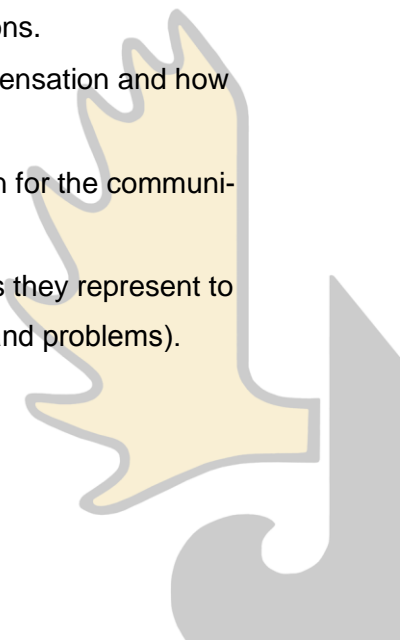 ons.
ensation and how
n for the communi-
s they represent to
nd problems).